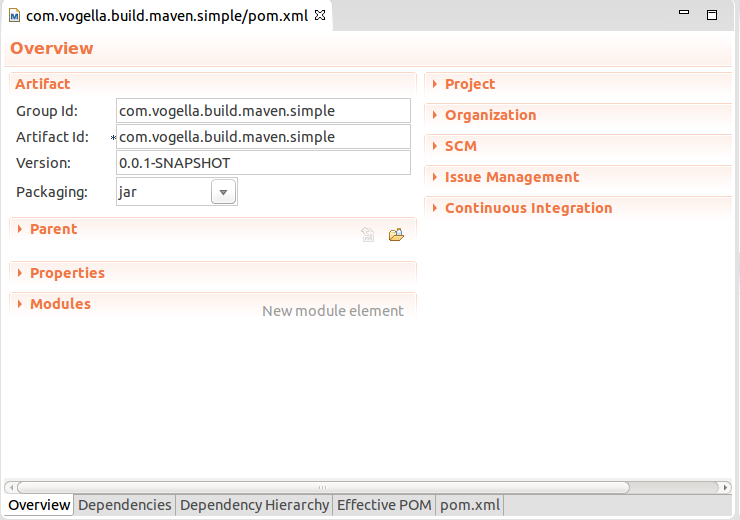 com.vogella.build.maven.simple/pom.xml
Overview
Artifact
Group Id: com.vogella.build.maven.simple
Artifact Id: * com.vogella.build.maven.simple
Version: 0.0.1-SNAPSHOT
Packaging: jar
Parent
Properties
Modules
New module element
Project
Organization
SCM
Issue Management
Continuous Integration
Overview Dependencies Dependency Hierarchy Effective POM pom.xml